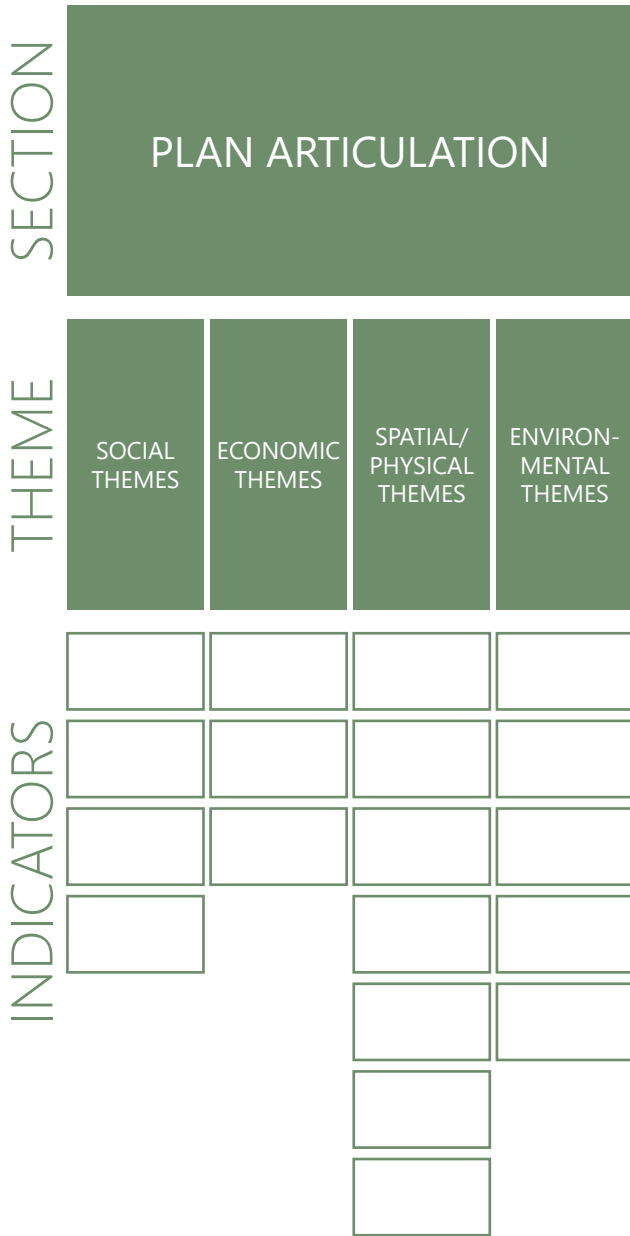 SECTION
PLAN ARTICULATION
THEME
SOCIAL
THEMES
ECONOMIC
THEMES
SPATIAL/
PHYSICAL
THEMES
ENVIRON-
MENTAL
THEMES
INDICATORS